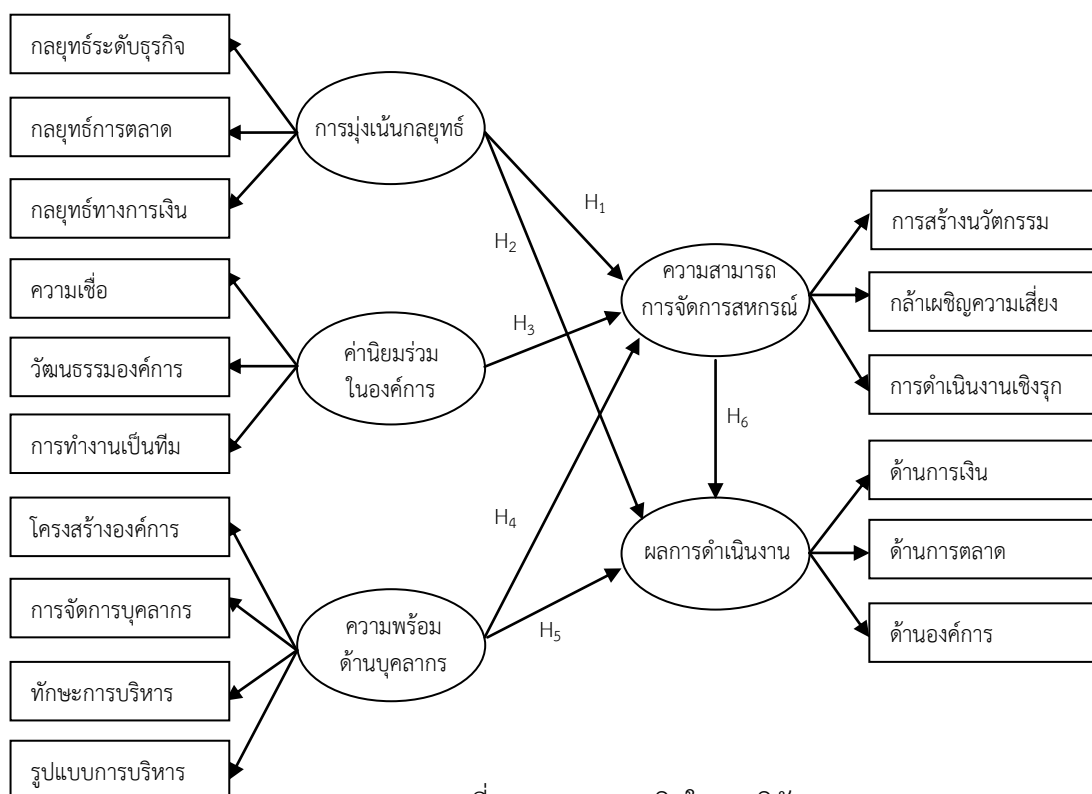 กลยุทธ์ระดับธุรกิจ
กลยุทธ์การตลาด
กลยุทธ์ทางการเงิน
ความเชื่อ
วัฒนธรรมองค์การ
การทำงานเป็นทีม
โครงสร้างองค์การ
การจัดการบุคลากร
ทักษะการบริหาร
รูปแบบการบริหาร
การมุ่งเน้นกลยุทธ์
ค่านิยมร่วม
ในองค์การ
ความพร้อม
ด้านบุคลากร
H₁
H₂
H₃
H₄
H₅
H₆
ความสามารถ
การจัดการสหกรณ์
ผลการดำเนินงาน
การสร้างนวัตกรรม
กล้าเผชิญความเสี่ยง
การดำเนินงานเชิงรุก
ด้านการเงิน
ด้านการตลาด
ด้านองค์การ